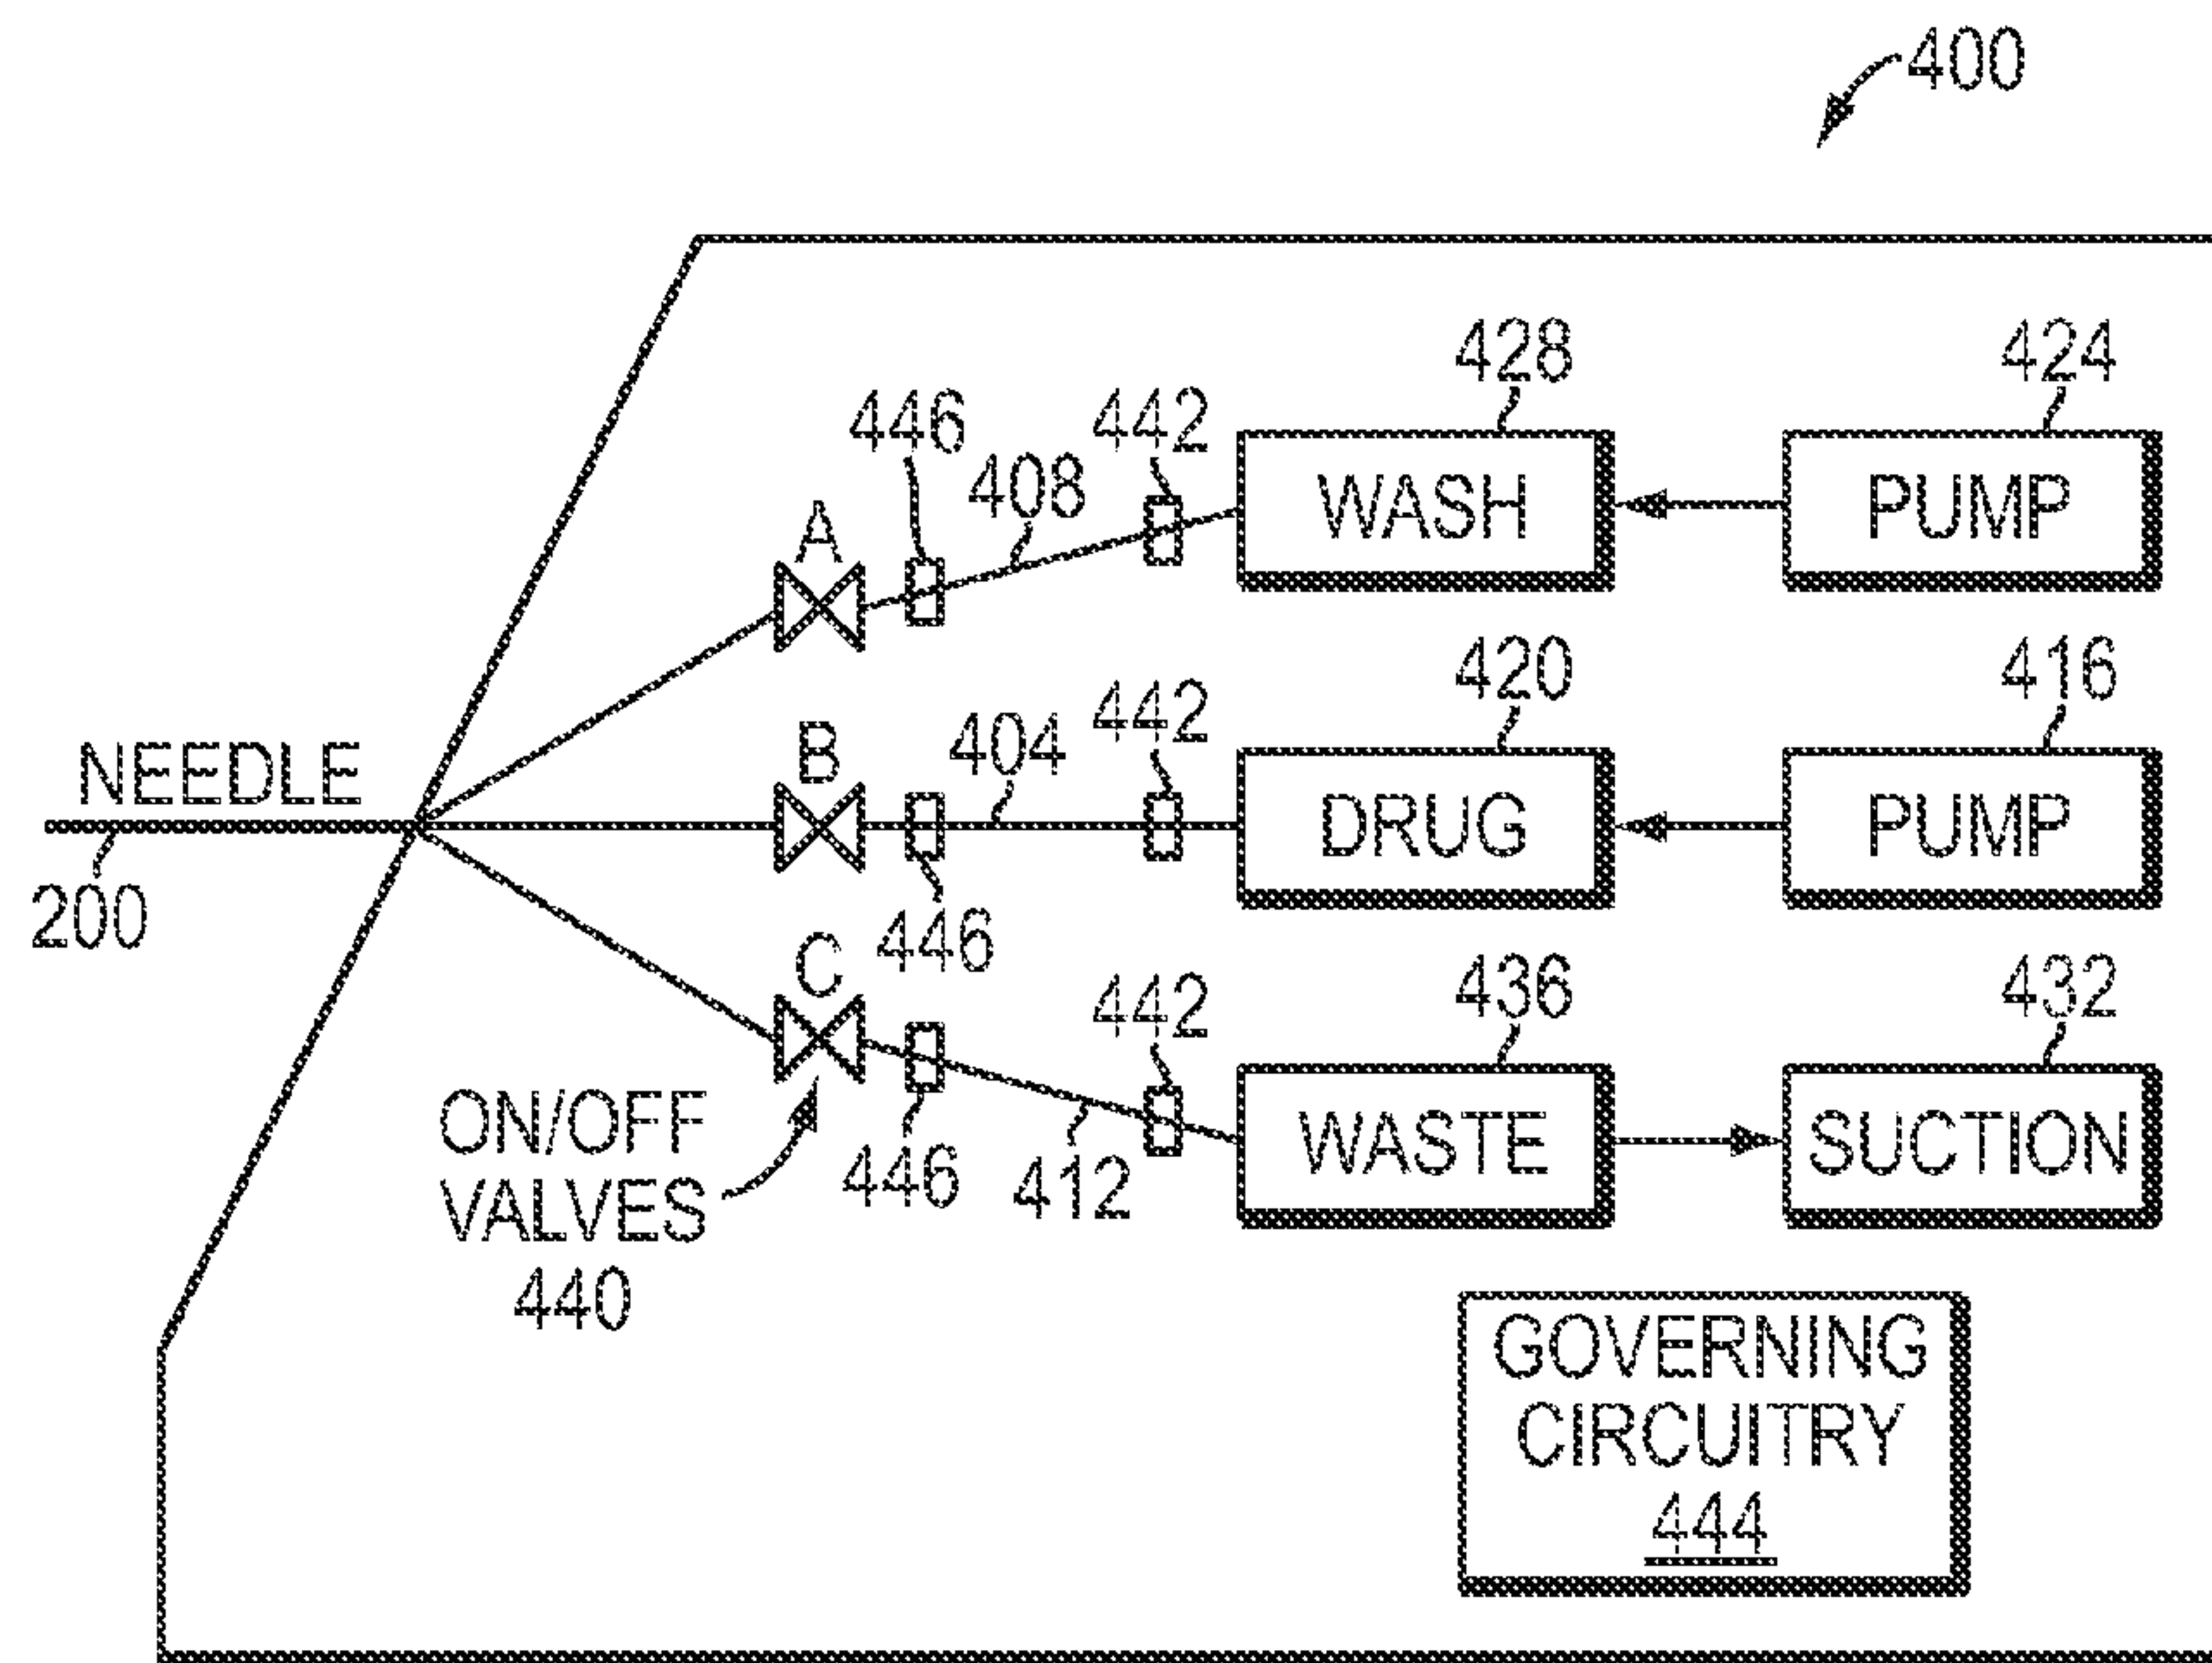 400
428
424
446
442
408
A
WASH
PUMP
420
416
442
404
B
NEEDLE
DRUG
PUMP
200
446
C
442
436
432
ON/OFF
VALVES
440
446
412
WASTE
SUCTION
GOVERNING
CIRCUITRY
444